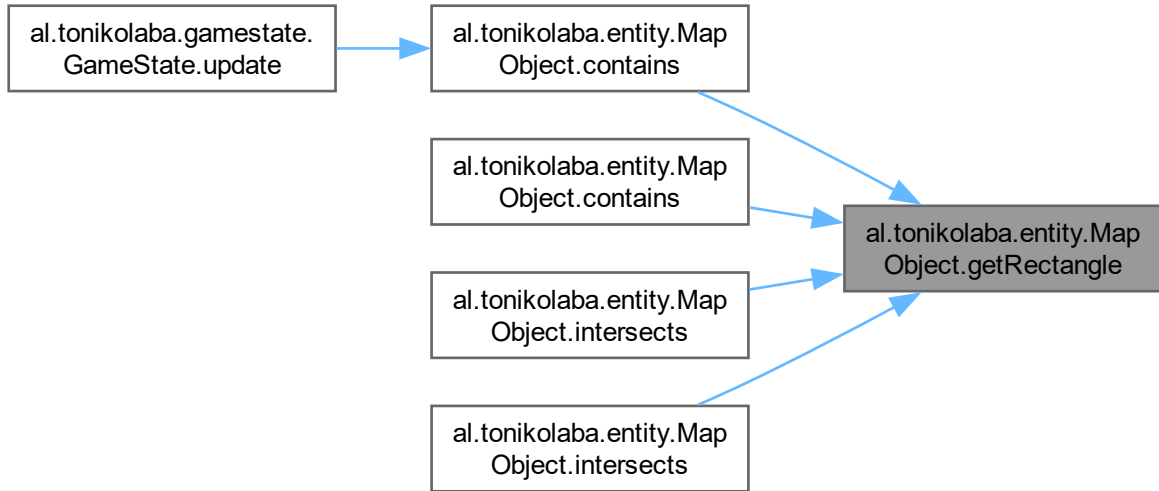 al.tonikolaba.gamestate.
GameState.update
al.tonikolaba.entity.Map
Object.contains
al.tonikolaba.entity.Map
Object.contains
al.tonikolaba.entity.Map
Object.intersects
al.tonikolaba.entity.Map
Object.intersects
al.tonikolaba.entity.Map
Object.getRectangle